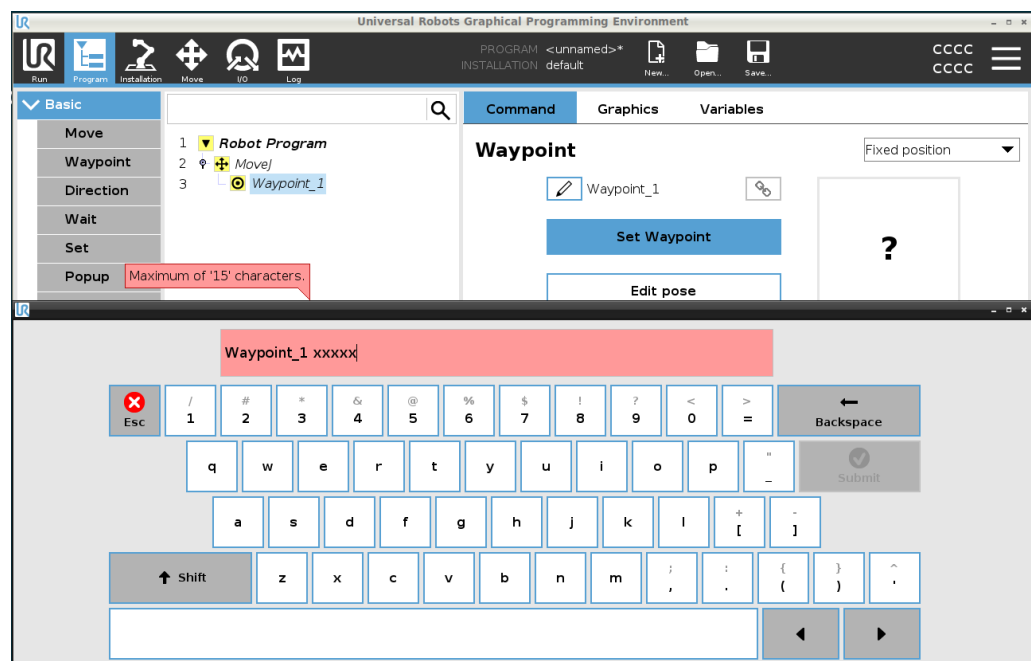 UR Universal Robots Graphical Programming Environment
UR Run Program Installation Move I/O Log PROGRAM <unnamed>* INSTALLATION default New... Open... Save... CCCC CCCC
Basic
Move
Waypoint
Direction
Wait
Set
Popup
1 Robot Program
2 MoveJ
3 Waypoint_1
Maximum of '15' characters.
Command Graphics Variables
Waypoint Fixed position
Waypoint_1
Set Waypoint
?
Edit pose
UR
Waypoint_1 xxxxx
Esc / 1 # 2 * 3 & 4 @ 5 % 6 $ 7 ! 8 ? 9 < 0 > = Backspace
q w e r t y u i o p " _ Submit
a s d f g h j k l + [ - ]
Shift z x c v b n m ; , : . { ( } ) ^ '